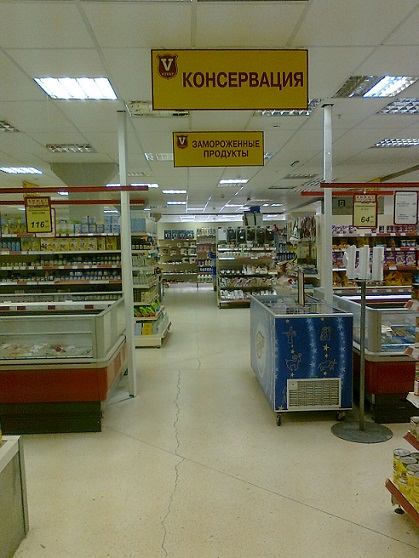 V
КОНСЕРВАЦИЯ
V
ЗАМОРОЖЕННЫЕ
ПРОДУКТЫ
116
64